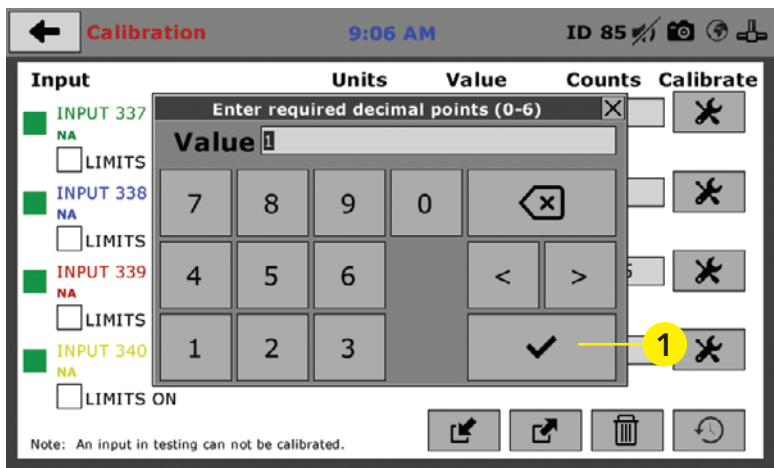 Calibration 9:06 AM ID 85
Input Units Value Counts Calibrate
INPUT 337
NA
LIMITS
Enter required decimal points (0-6)
Value 1
INPUT 338
NA
LIMITS
7 8 9 0
INPUT 339
NA
LIMITS
4 5 6 < >
INPUT 340
NA
LIMITS ON
1 2 3
1
Note: An input in testing can not be calibrated.